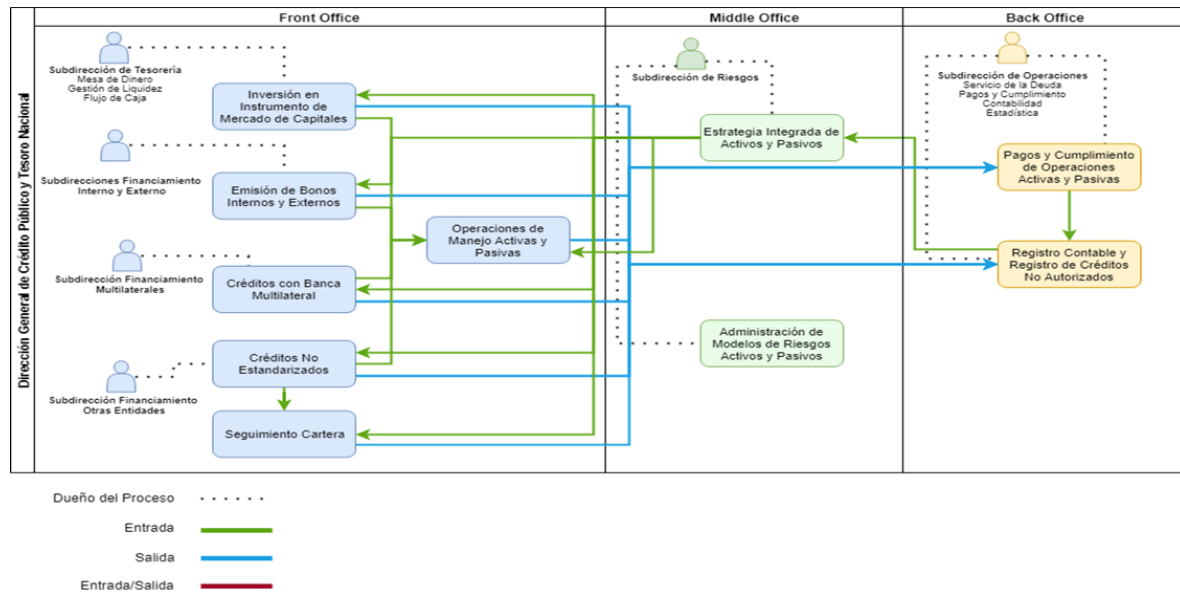 Front Office
Middle Office
Back Office
Dirección General de Crédito Público y Tesoro Nacional
Subdirección de Tesorería
Mesa de Dinero
Gestión de Liquidez
Flujo de Caja
Inversión en
Instrumento de
Mercado de Capitales
Subdirecciones Financiamiento
Interno y Externo
Emisión de Bonos
Internos y Externos
Operaciones de
Manejo Activas y
Pasivas
Subdirección Financiamiento
Multilaterales
Créditos con Banca
Multilateral
Créditos No
Estandarizados
Subdirección Financiamiento
Otras Entidades
Seguimiento Cartera
Subdirección de Riesgos
Estrategia Integrada de
Activos y Pasivos
Administración de
Modelos de Riesgos
Activos y Pasivos
Subdirección de Operaciones
Servicio de la Deuda
Pagos y Cumplimiento
Contabilidad
Estadística
Pagos y Cumplimiento
de Operaciones
Activas y Pasivas
Registro Contable y
Registro de Créditos
No Autorizados
Dueño del Proceso
Entrada
Salida
Entrada/Salida